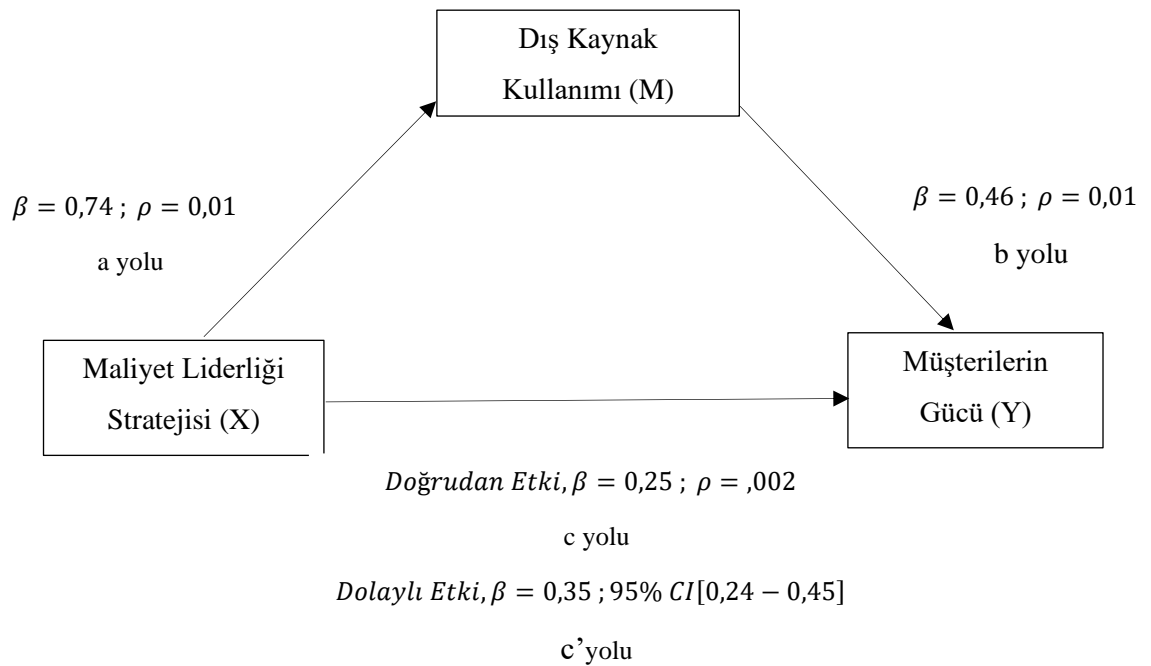 Dış Kaynak
Kullanımı (M)
β = 0,74 ; ρ = 0,01
a yolu
β = 0,46 ; ρ = 0,01
b yolu
Maliyet Liderliği
Stratejisi (X)
Müşterilerin
Gücü (Y)
Doğrudan Etki, β = 0,25 ; ρ = ,002
c yolu
Dolaylı Etki, β = 0,35 ; 95% CI[0,24 − 0,45]
c’yolu